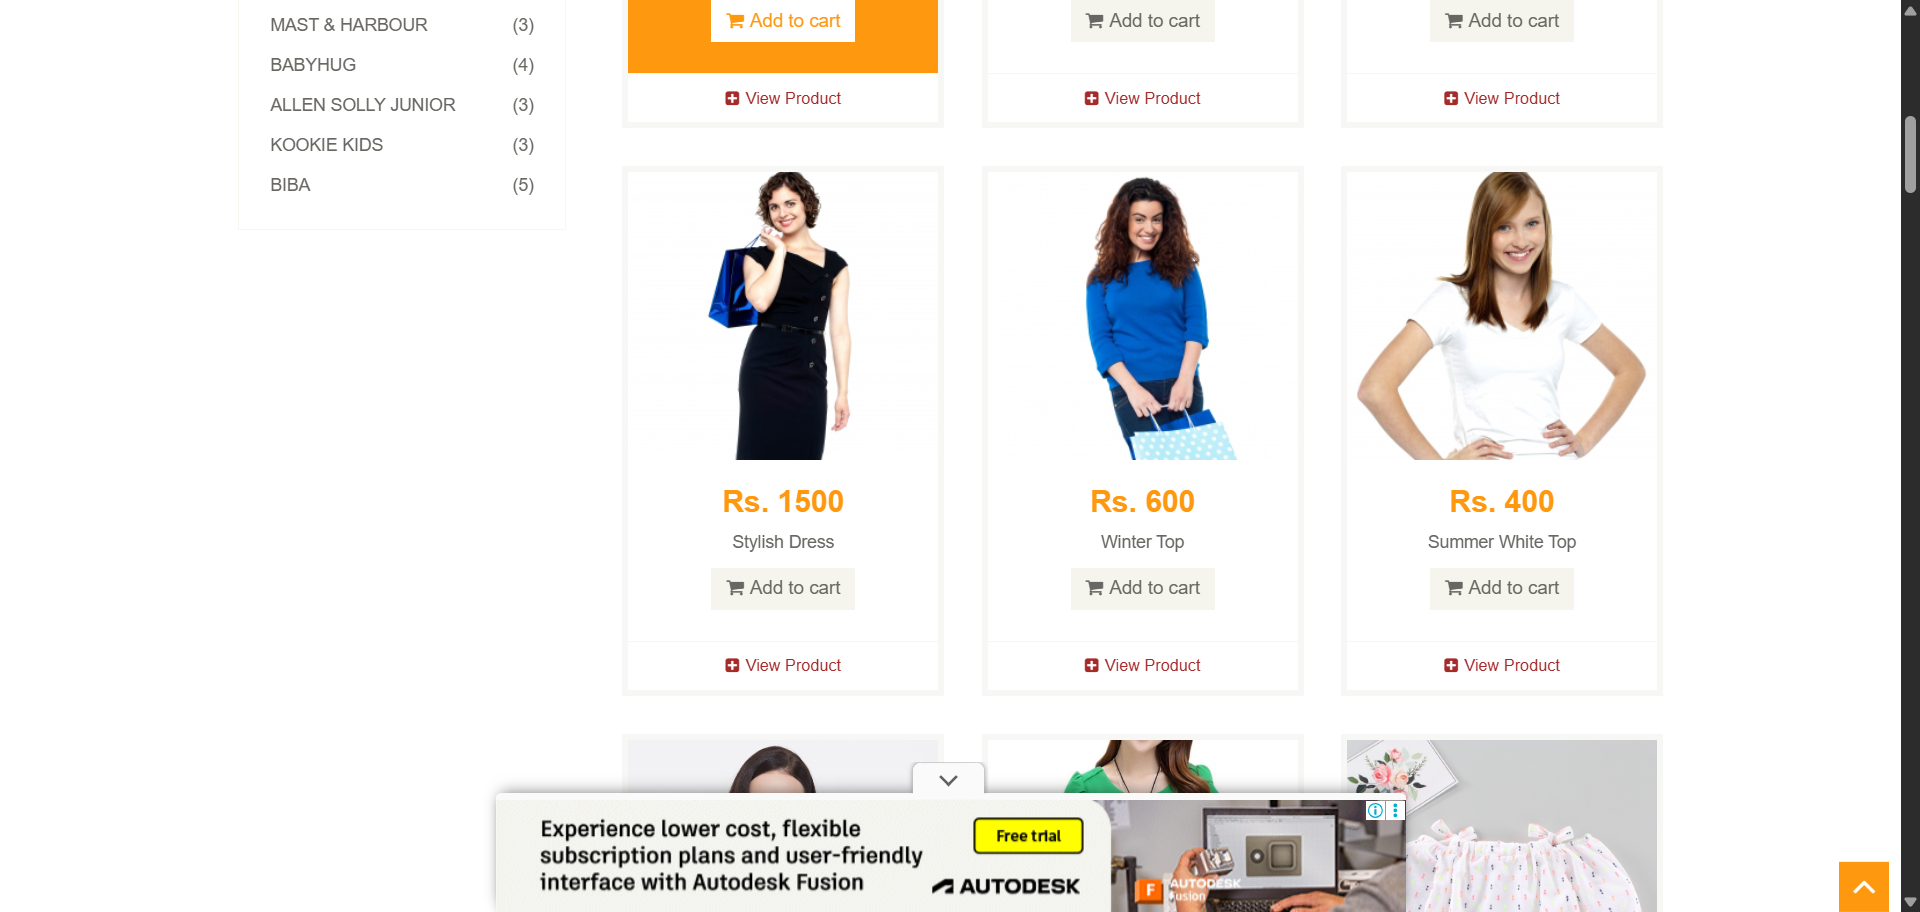 MAST & HARBOUR (3)
BABYHUG (4)
ALLEN SOLLY JUNIOR (3)
KOOKIE KIDS (3)
BIBA (5)
Add to cart
Add to cart
Add to cart
View Product
View Product
View Product
Rs. 1500
Stylish Dress
Add to cart
View Product
Rs. 600
Winter Top
Add to cart
View Product
Rs. 400
Summer White Top
Add to cart
View Product
Experience lower cost, flexible
subscription plans and user-friendly
interface with Autodesk Fusion
Free trial
AUTODESK
F AUTODESK
Fusion